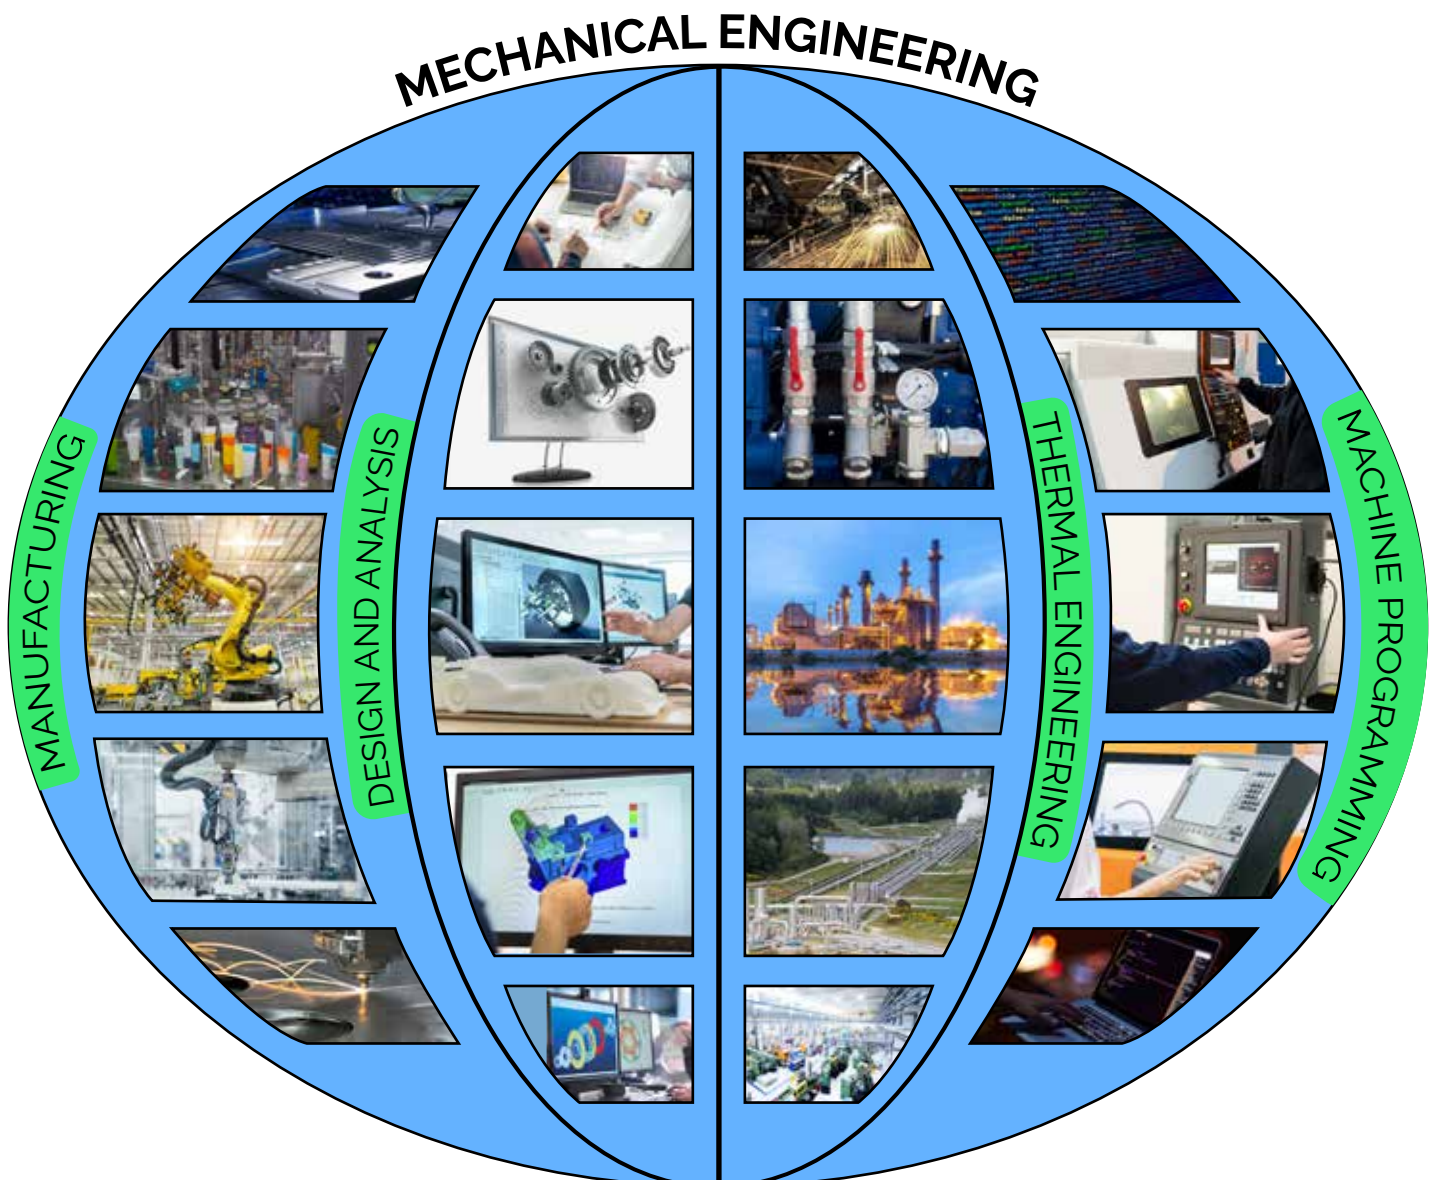 MECHANICAL ENGINEERING
MANUFACTURING
DESIGN AND ANALYSIS
THERMAL ENGINEERING
MACHINE PROGRAMMING